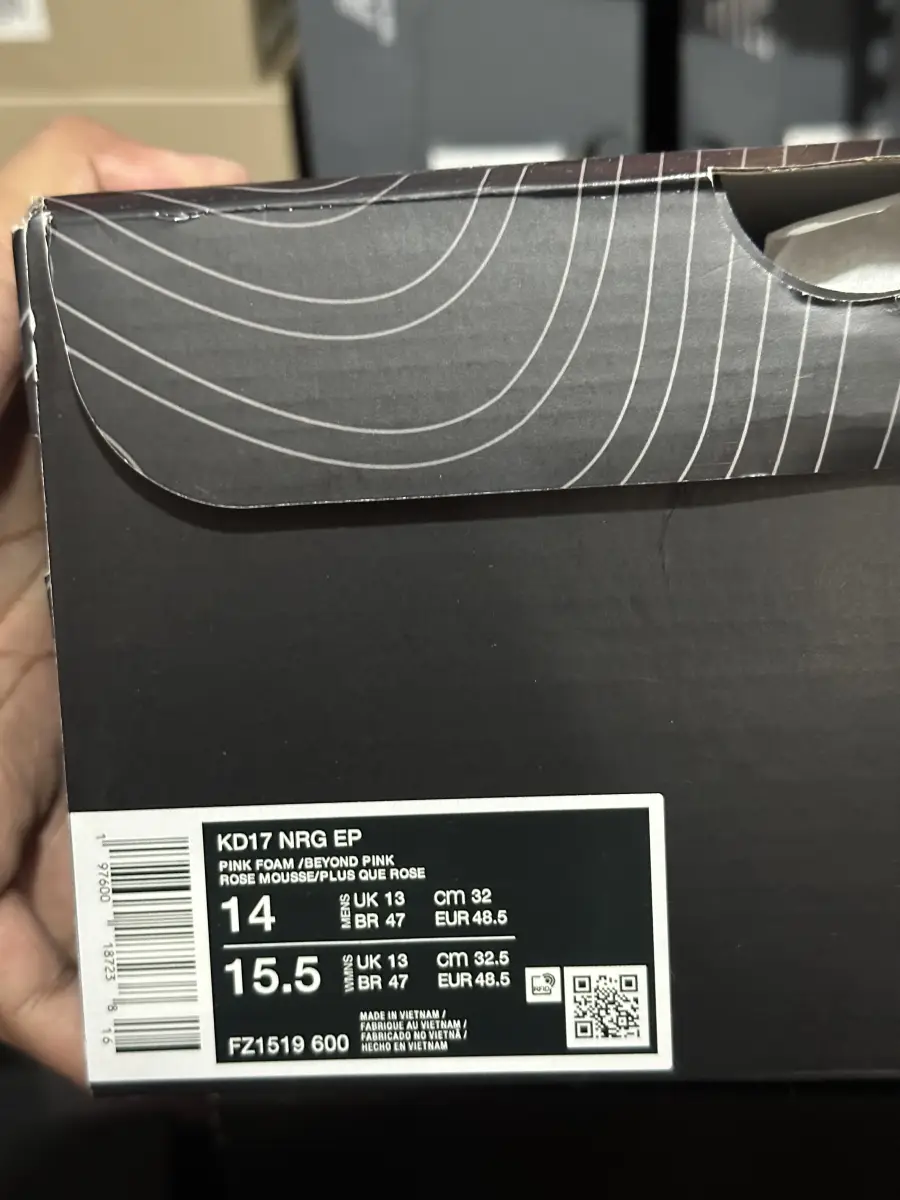 KD17 NRG EP
PINK FOAM /BEYOND PINK
ROSE MOUSSE/PLUS QUE ROSE
14 MENS UK 13 cm 32
BR 47 EUR 48.5
15.5 WMNS UK 13 cm 32.5
BR 47 EUR 48.5
FZ1519 600
MADE IN VIETNAM /
FABRIQUE AU VIETNAM /
FABRICADO NO VIETNÃ /
HECHO EN VIETNAM
RFID
1 97600 18723 8 16